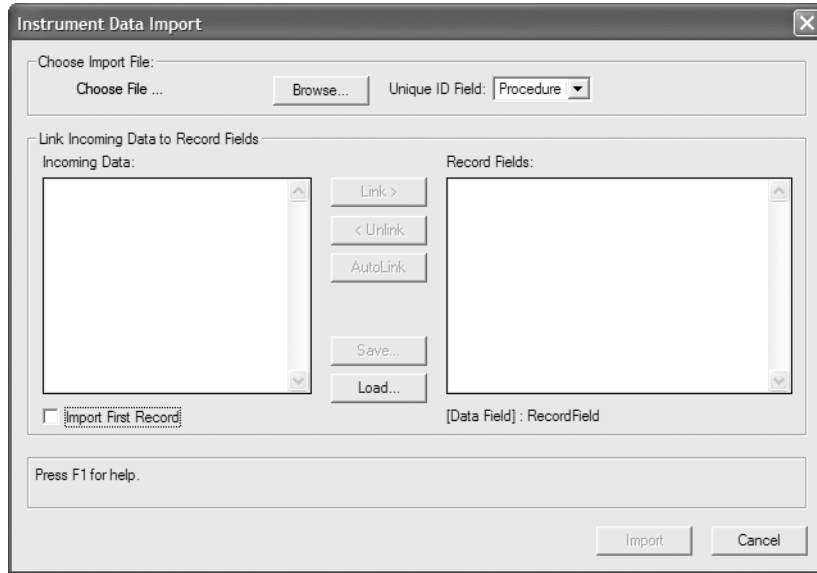 Instrument Data Import
Choose Import File:
Choose File ...
Browse...
Unique ID Field:
Procedure
Link Incoming Data to Record Fields
Incoming Data:
Record Fields:
Link >
< Unlink
AutoLink
Save...
Load...
Import First Record
[Data Field] : RecordField
Press F1 for help.
Import
Cancel